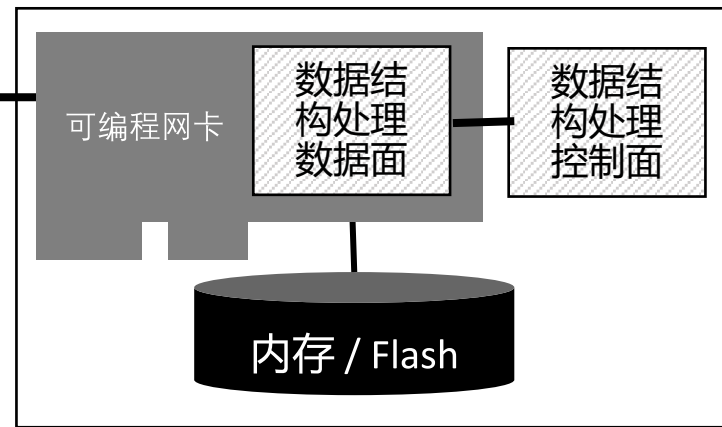 可编程网卡
数据结
构处理
数据面
数据结
构处理
控制面
内存 / Flash